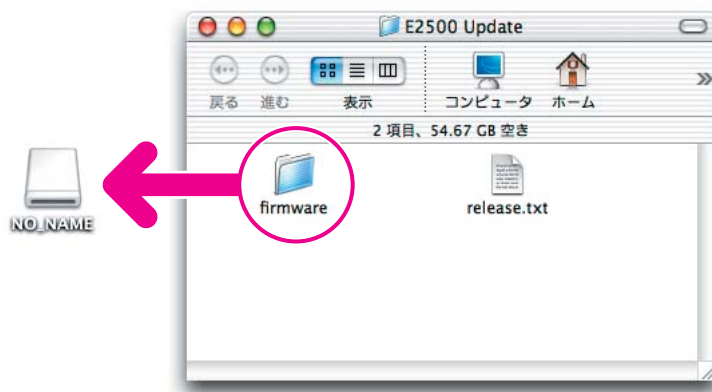 E2500 Update
戻る 進む 表示 コンピュータ ホーム
2 項目、54.67 GB 空き
firmware release.txt
NO_NAME